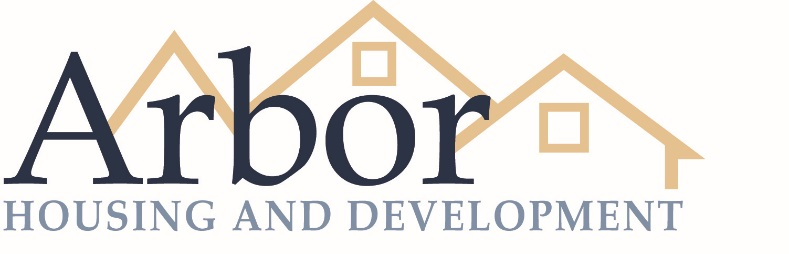 Arbor
HOUSING AND DEVELOPMENT